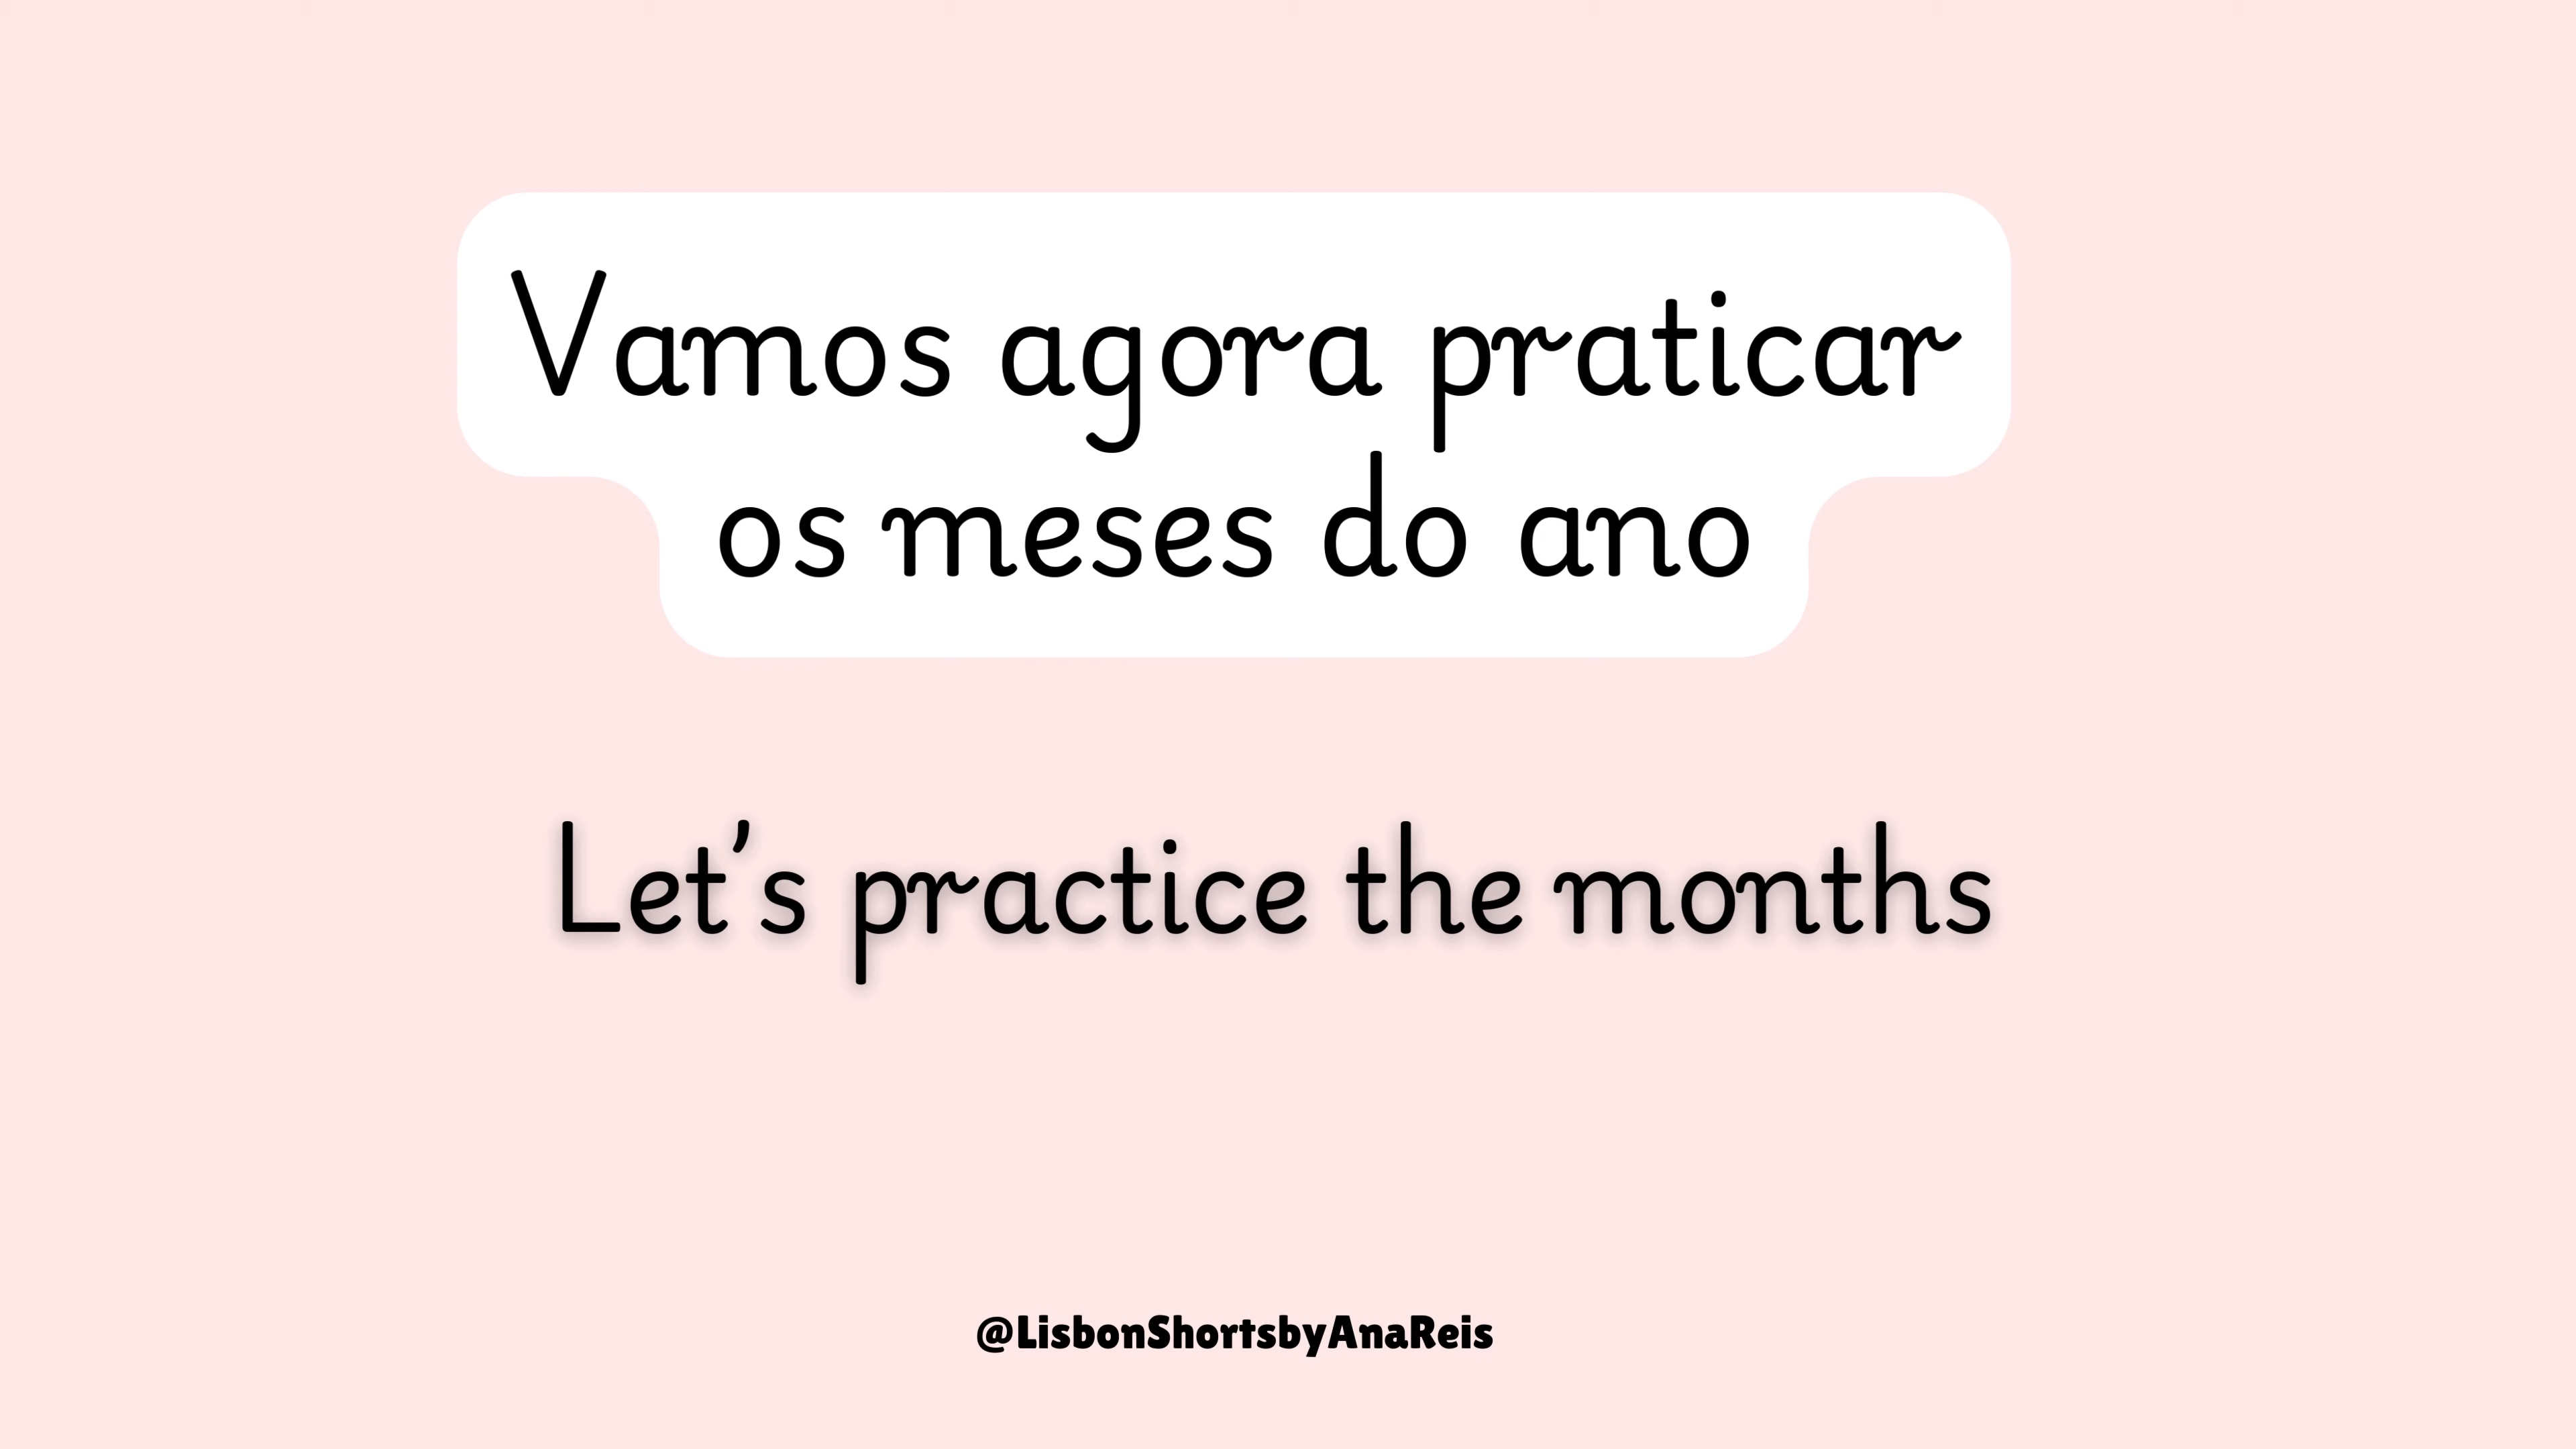 Vamos agora praticar
os meses do ano
Let’s practice the months
@LisbonShortsbyAnaReis